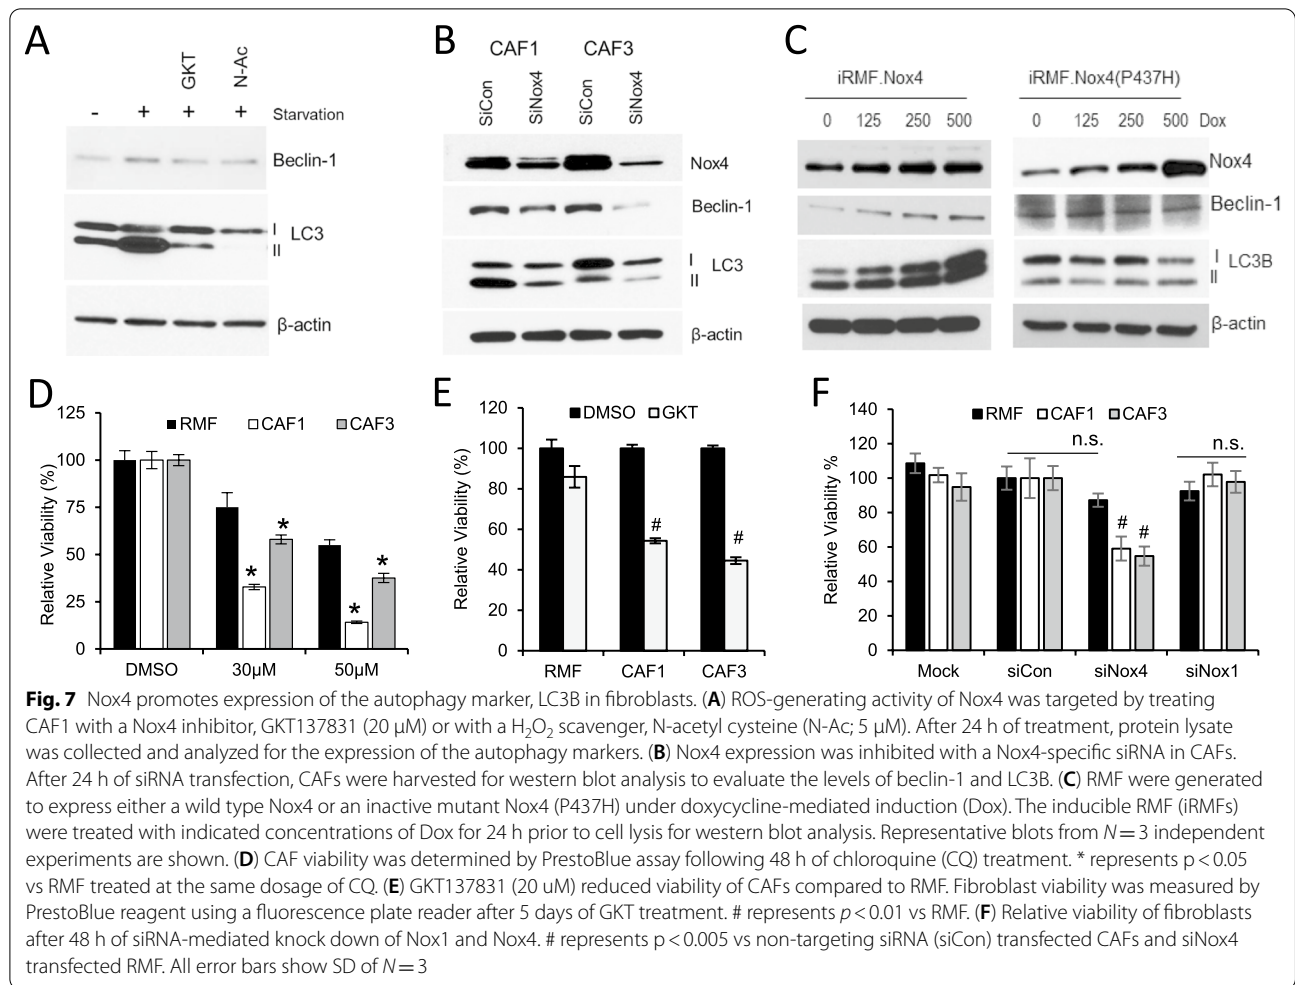 A
GKT
N-Ac
- + + + Starvation
Beclin-1
I
LC3
II
β-actin
B
CAF1 CAF3
SiCon SiNox4 SiCon SiNox4
Nox4
Beclin-1
I
LC3
II
β-actin
C
iRMF.Nox4 iRMF.Nox4(P437H)
0 125 250 500 0 125 250 500 Dox
Nox4
Beclin-1
I
LC3B
II
β-actin
D
125
100
75
50
25
0
Relative Viability (%)
RMF CAF1 CAF3
* * * *
DMSO 30µM 50µM
E
120
100
80
60
40
20
0
Relative Viability (%)
DMSO GKT
# #
RMF CAF1 CAF3
F
140
120
100
80
60
40
20
0
Relative Viability %
RMF CAF1 CAF3
n.s.
n.s.
# #
Mock siCon siNox4 siNox1
Fig. 7 Nox4 promotes expression of the autophagy marker, LC3B in fibroblasts. (A) ROS-generating activity of Nox4 was targeted by treating
CAF1 with a Nox4 inhibitor, GKT137831 (20 µM) or with a H₂O₂ scavenger, N-acetyl cysteine (N-Ac; 5 µM). After 24 h of treatment, protein lysate
was collected and analyzed for the expression of the autophagy markers. (B) Nox4 expression was inhibited with a Nox4-specific siRNA in CAFs.
After 24 h of siRNA transfection, CAFs were harvested for western blot analysis to evaluate the levels of beclin-1 and LC3B. (C) RMF were generated
to express either a wild type Nox4 or an inactive mutant Nox4 (P437H) under doxycycline-mediated induction (Dox). The inducible RMF (iRMFs)
were treated with indicated concentrations of Dox for 24 h prior to cell lysis for western blot analysis. Representative blots from N = 3 independent
experiments are shown. (D) CAF viability was determined by PrestoBlue assay following 48 h of chloroquine (CQ) treatment. * represents p < 0.05
vs RMF treated at the same dosage of CQ. (E) GKT137831 (20 uM) reduced viability of CAFs compared to RMF. Fibroblast viability was measured by
PrestoBlue reagent using a fluorescence plate reader after 5 days of GKT treatment. # represents p < 0.01 vs RMF. (F) Relative viability of fibroblasts
after 48 h of siRNA-mediated knock down of Nox1 and Nox4. # represents p < 0.005 vs non-targeting siRNA (siCon) transfected CAFs and siNox4
transfected RMF. All error bars show SD of N = 3